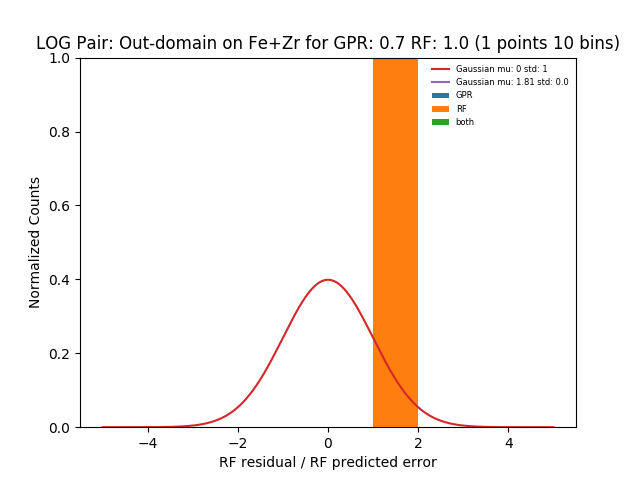 LOG Pair: Out-domain on Fe+Zr for GPR: 0.7 RF: 1.0 (1 points 10 bins)
Gaussian mu: 0 std: 1
Gaussian mu: 1.81 std: 0.0
GPR
RF
both
Normalized Counts
1.0
0.8
0.6
0.4
0.2
0.0
−4
−2
0
2
4
RF residual / RF predicted error